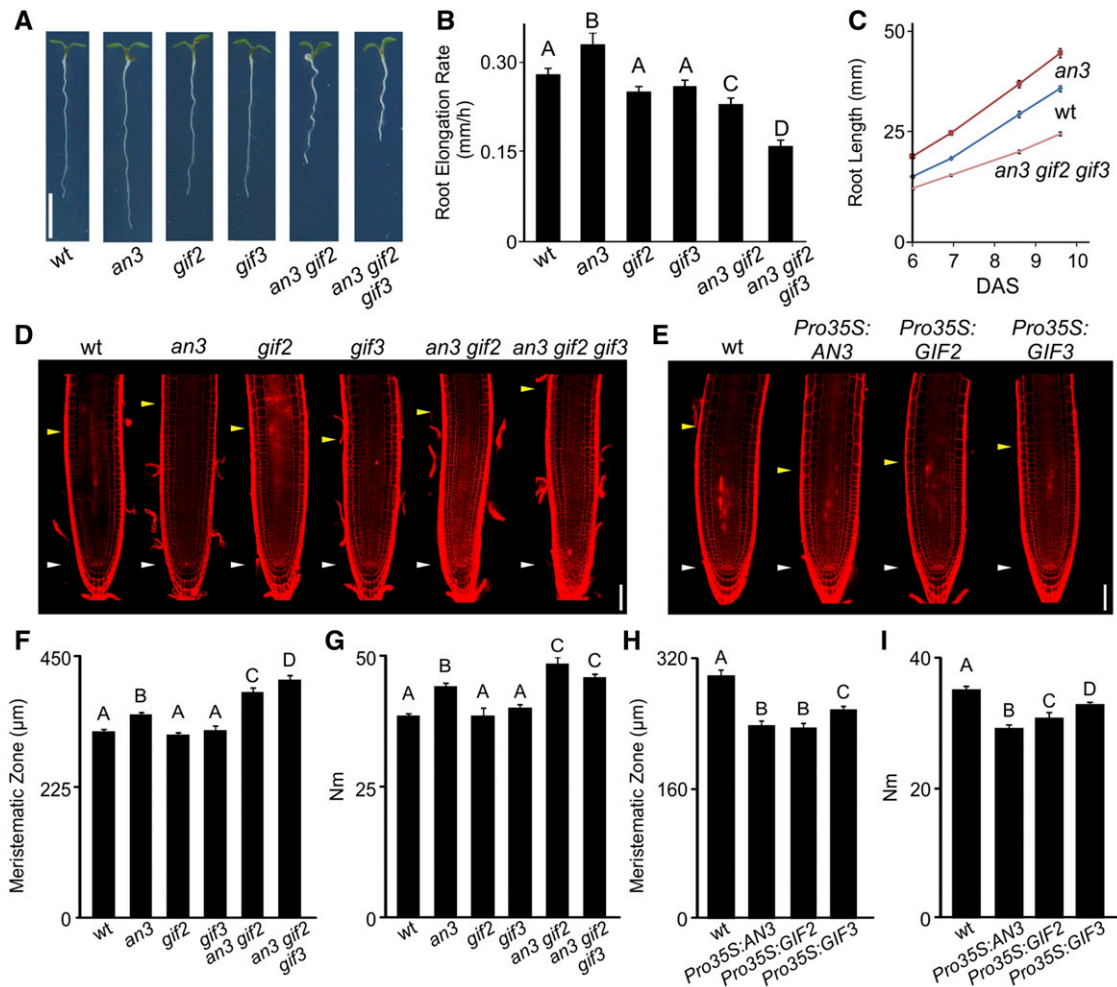 A
wt
an3
gif2
gif3
an3 gif2
an3 gif2
gif3
B
Root Elongation Rate
(mm/h)
0.30
0.15
0
A
B
A
A
C
D
wt
an3
gif2
gif3
an3 gif2
an3 gif2
gif3
C
Root Length (mm)
50
25
0
an3
wt
an3 gif2 gif3
6
7
8
9
10
DAS
D
wt
an3
gif2
gif3
an3 gif2
an3 gif2 gif3
E
wt
Pro35S:
AN3
Pro35S:
GIF2
Pro35S:
GIF3
F
Meristematic Zone (µm)
450
225
0
A
B
A
A
C
D
wt
an3
gif2
gif3
an3 gif2
an3 gif2
gif3
G
Nm
50
25
0
A
B
A
A
C
C
wt
an3
gif2
gif3
an3 gif2
an3 gif2
gif3
H
Meristematic Zone (µm)
320
160
0
A
B
B
C
wt
Pro35S:AN3
Pro35S:GIF2
Pro35S:GIF3
I
Nm
40
20
0
A
B
C
D
wt
Pro35S:AN3
Pro35S:GIF2
Pro35S:GIF3